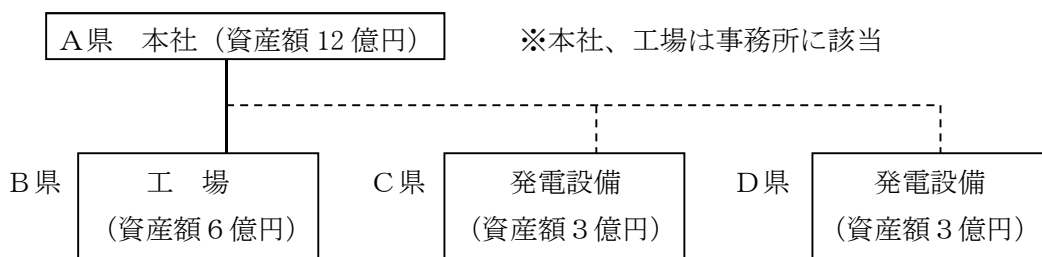 A県 本社(資産額 12 億円) ※本社、工場は事務所に該当
B県 工 場 C県 発電設備 D県 発電設備
(資産額6億円) (資産額3億円) (資産額3億円)